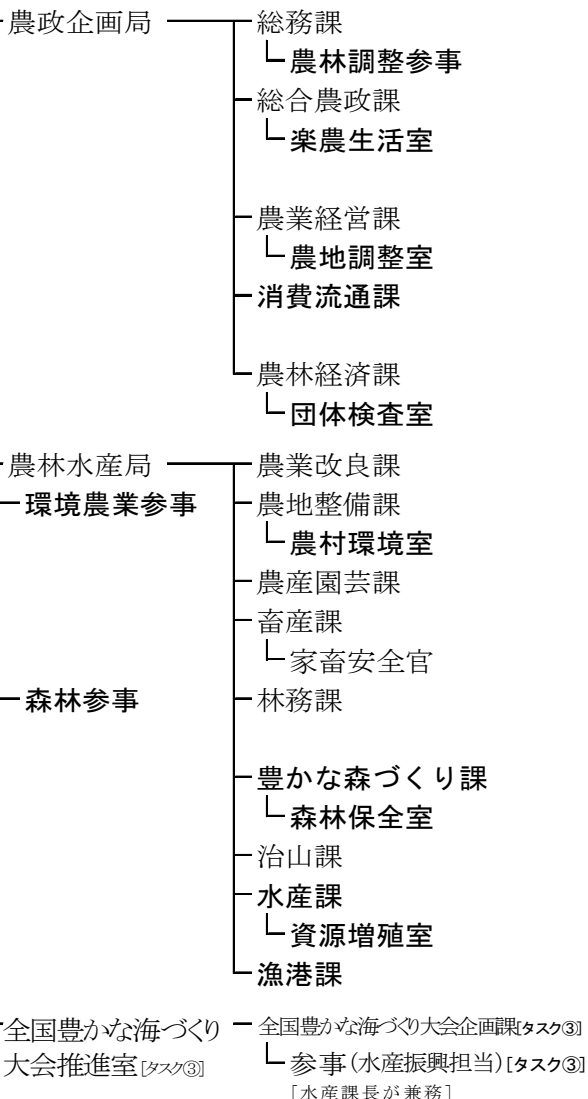 農政企画局
総務課
農林調整参事
総合農政課
楽農生活室
農業経営課
農地調整室
消費流通課
農林経済課
団体検査室
農林水産局
農業改良課
環境農業参事
農地整備課
農村環境室
農産園芸課
畜産課
家畜安全官
森林参事
林務課
豊かな森づくり課
森林保全室
治山課
水産課
資源増殖室
漁港課
全国豊かな海づくり
大会推進室[タスク③]
全国豊かな海づくり大会企画課[タスク③]
参事(水産振興担当)[タスク③]
[水産課長が兼務]